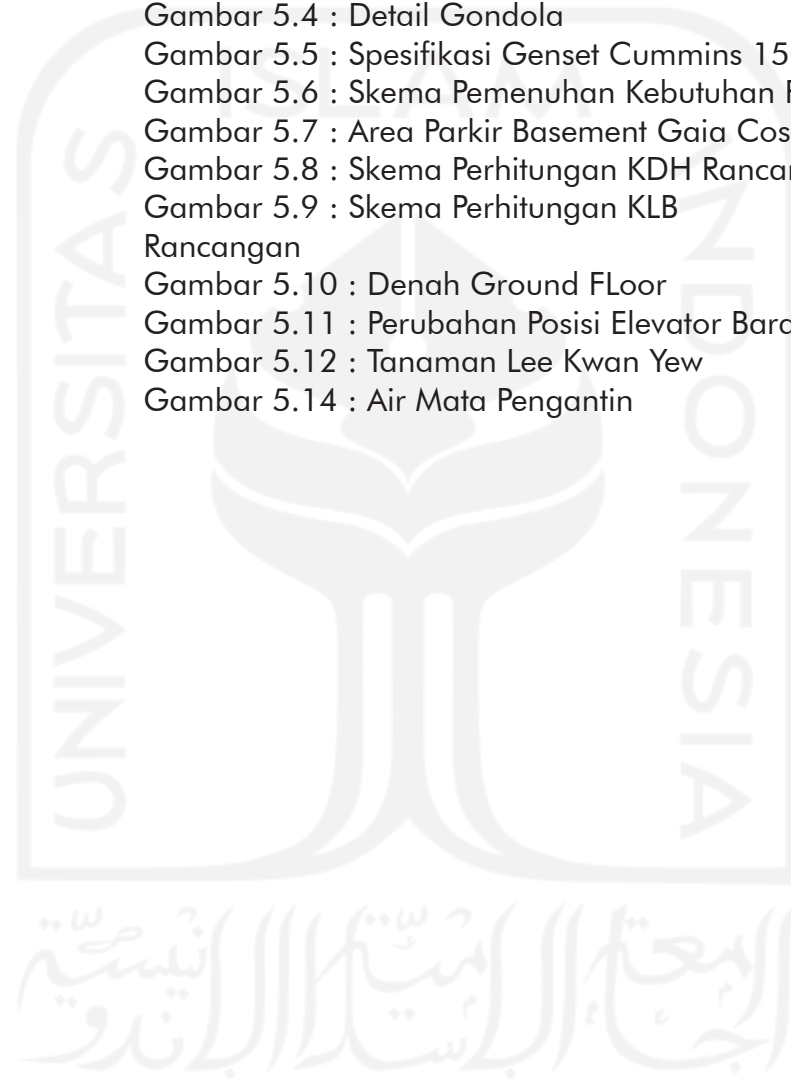 Gambar 5.4 : Detail Gondola
Gambar 5.5 : Spesifikasi Genset Cummins 15
Gambar 5.6 : Skema Pemenuhan Kebutuhan
Gambar 5.7 : Area Parkir Basement Gaia Cos
Gambar 5.8 : Skema Perhitungan KDH
Gambar 5.9 : Skema Perhitungan KLB
Rancangan
Gambar 5.10 : Denah Ground FLoor
Gambar 5.11 : Perubahan Posisi Elevator
Gambar 5.12 : Tanaman Lee Kwan Yew
Gambar 5.14 : Air Mata Pengantin
ISLAM
UNIVERSITAS
INDONESIA